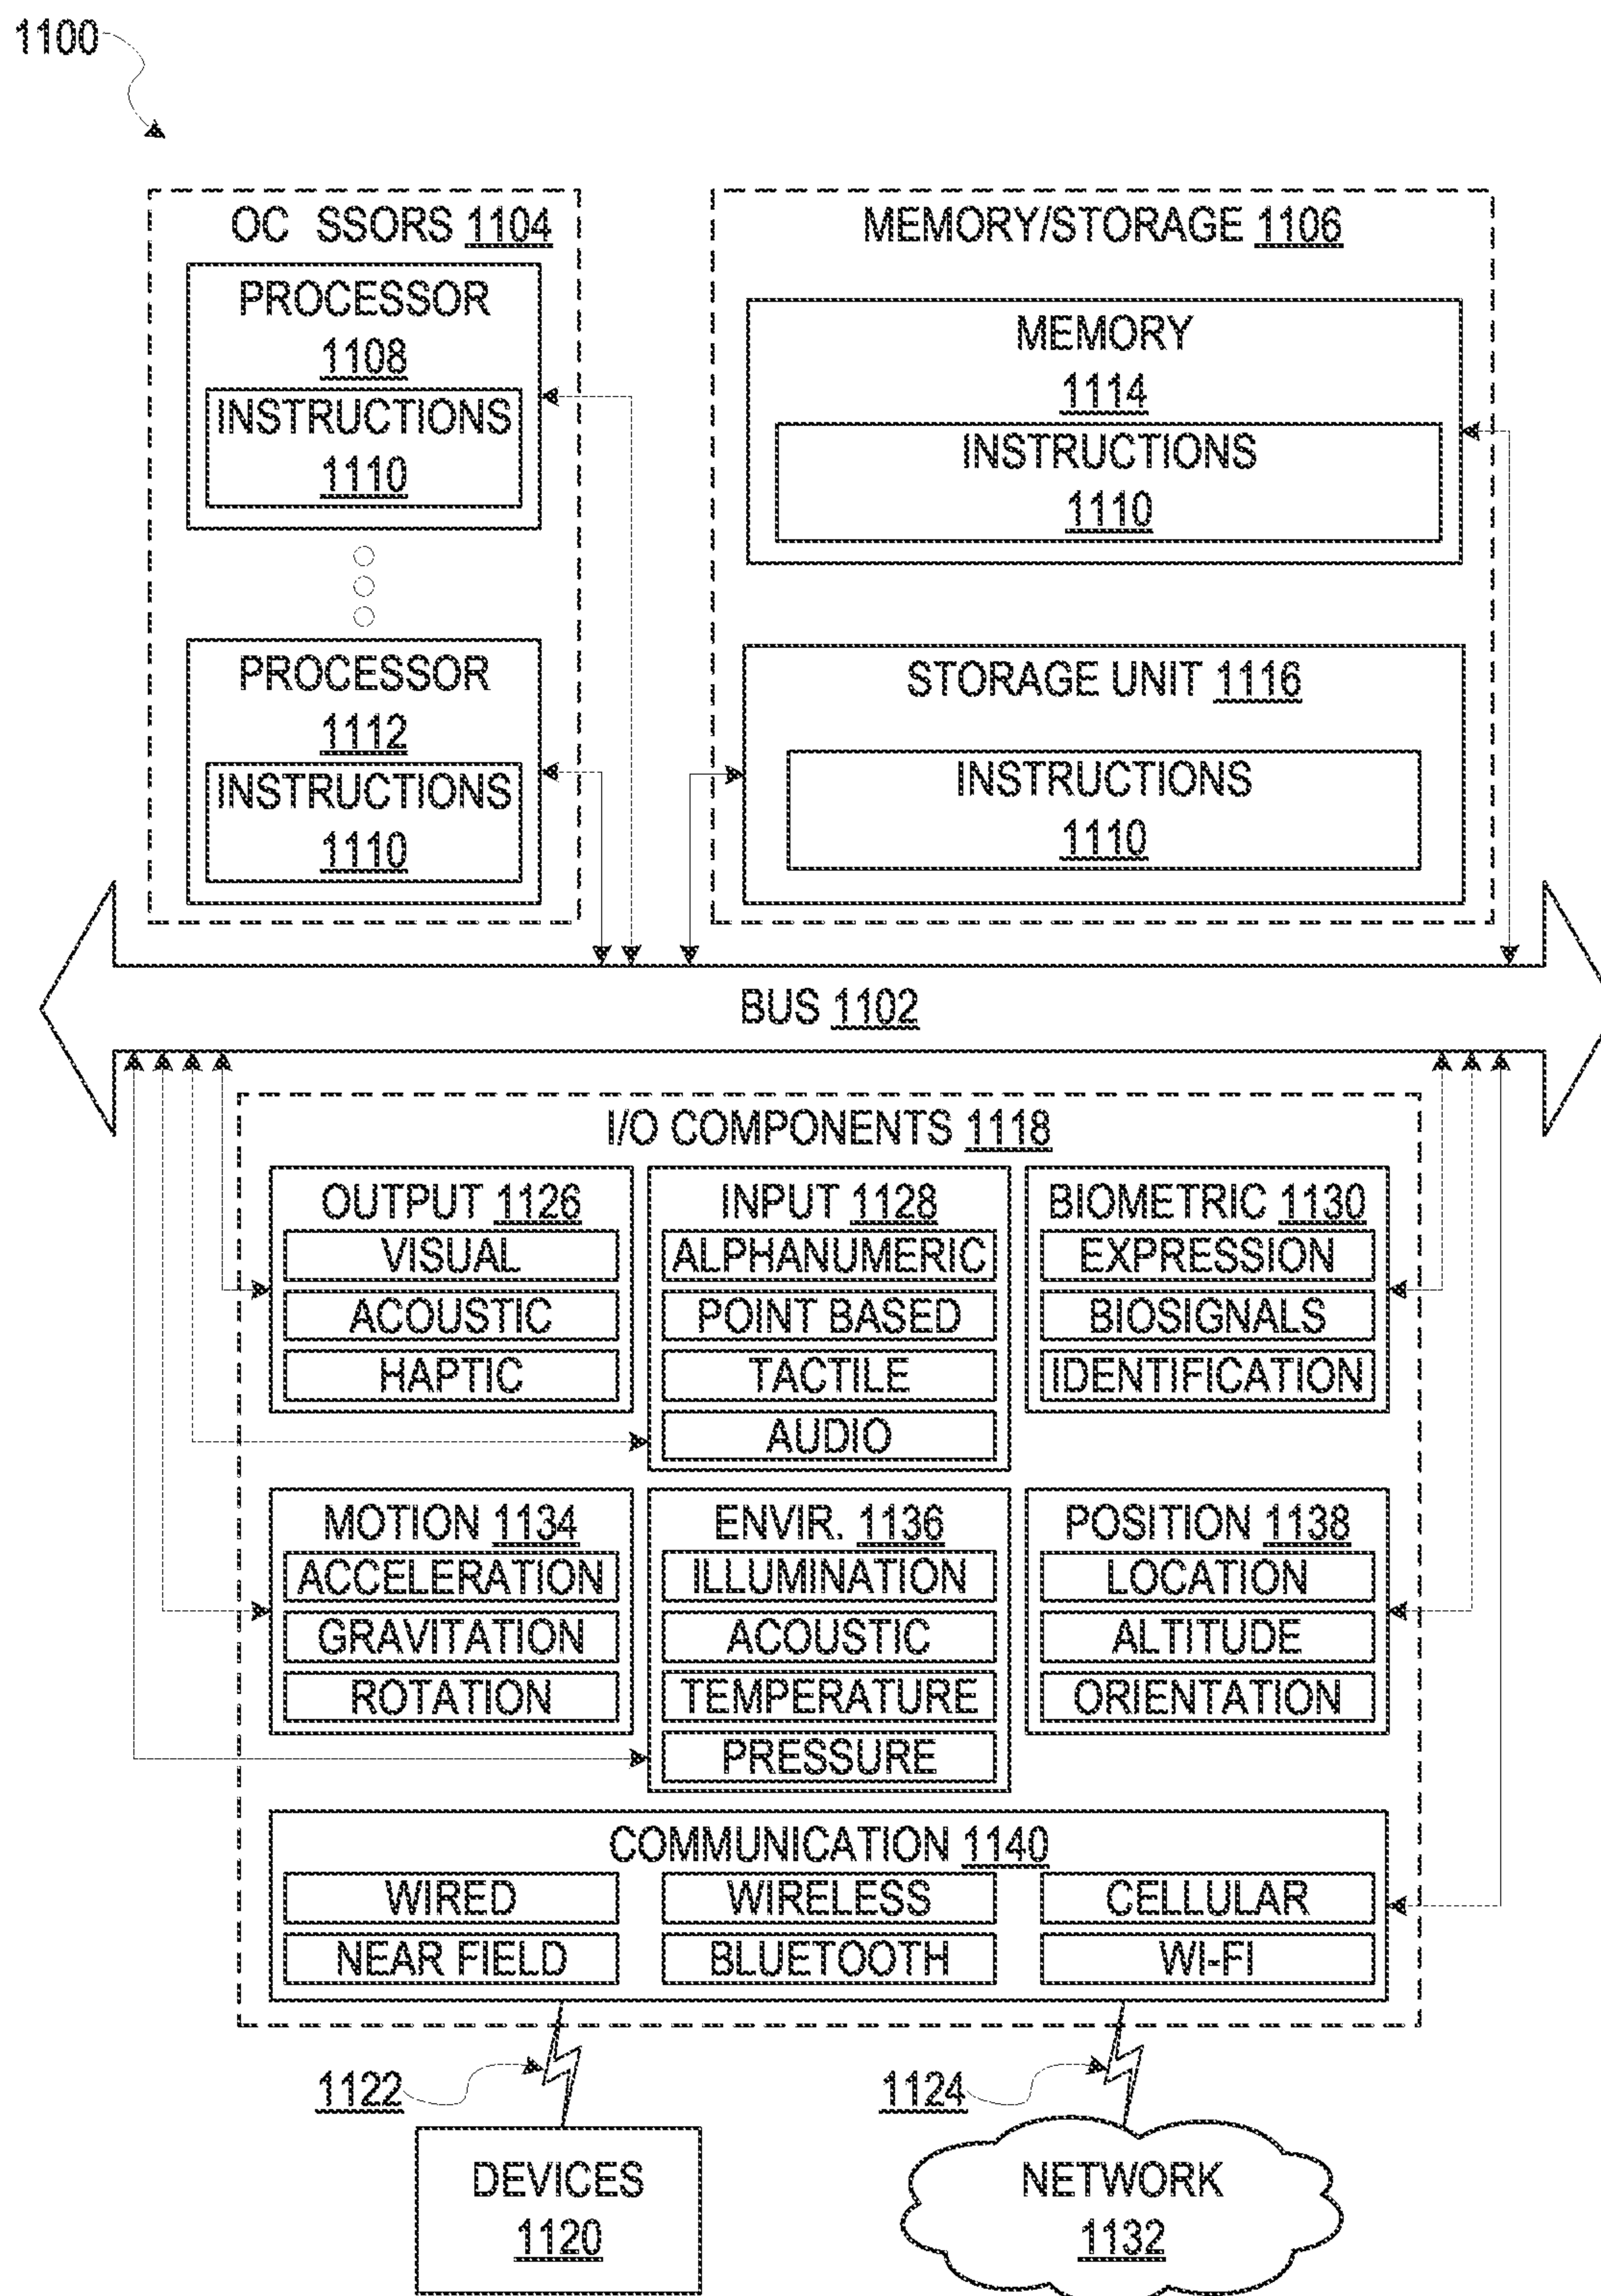 1100
OC SSORS 1104
PROCESSOR
1108
INSTRUCTIONS
1110
PROCESSOR
1112
INSTRUCTIONS
1110
MEMORY/STORAGE 1106
MEMORY
1114
INSTRUCTIONS
1110
STORAGE UNIT 1116
INSTRUCTIONS
1110
BUS 1102
I/O COMPONENTS 1118
OUTPUT 1126
VISUAL
ACOUSTIC
HAPTIC
INPUT 1128
ALPHANUMERIC
POINT BASED
TACTILE
AUDIO
BIOMETRIC 1130
EXPRESSION
BIOSIGNALS
IDENTIFICATION
MOTION 1134
ACCELERATION
GRAVITATION
ROTATION
ENVIR. 1136
ILLUMINATION
ACOUSTIC
TEMPERATURE
PRESSURE
POSITION 1138
LOCATION
ALTITUDE
ORIENTATION
COMMUNICATION 1140
WIRED
WIRELESS
CELLULAR
NEAR FIELD
BLUETOOTH
WI-FI
1122
1124
DEVICES
1120
NETWORK
1132